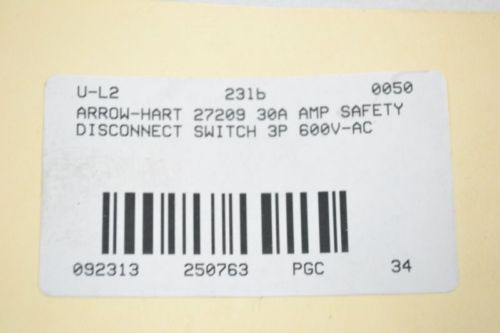 U-L2 231b 0050
ARROW-HART 27209 30A AMP SAFETY
DISCONNECT SWITCH 3P 600V-AC
092313 250763 PGC 34